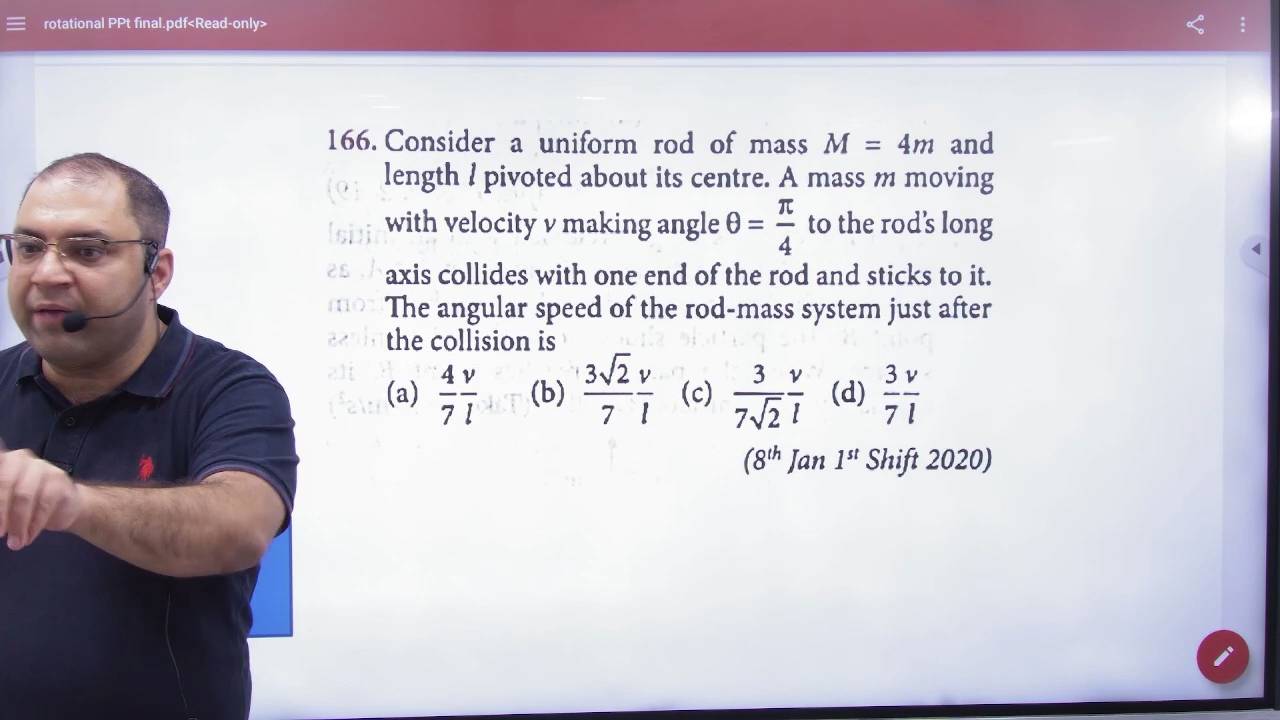 rotational PPt final.pdf<Read-only>
166. Consider a uniform rod of mass M = 4m and
length l pivoted about its centre. A mass m moving
with velocity v making angle θ = π/4 to the rod's long
axis collides with one end of the rod and sticks to it.
The angular speed of the rod-mass system just after
the collision is
(a) 4/7 v/l (b) 3√2/7 v/l (c) 3/7√2 v/l (d) 3/7 v/l
(8th Jan 1st Shift 2020)